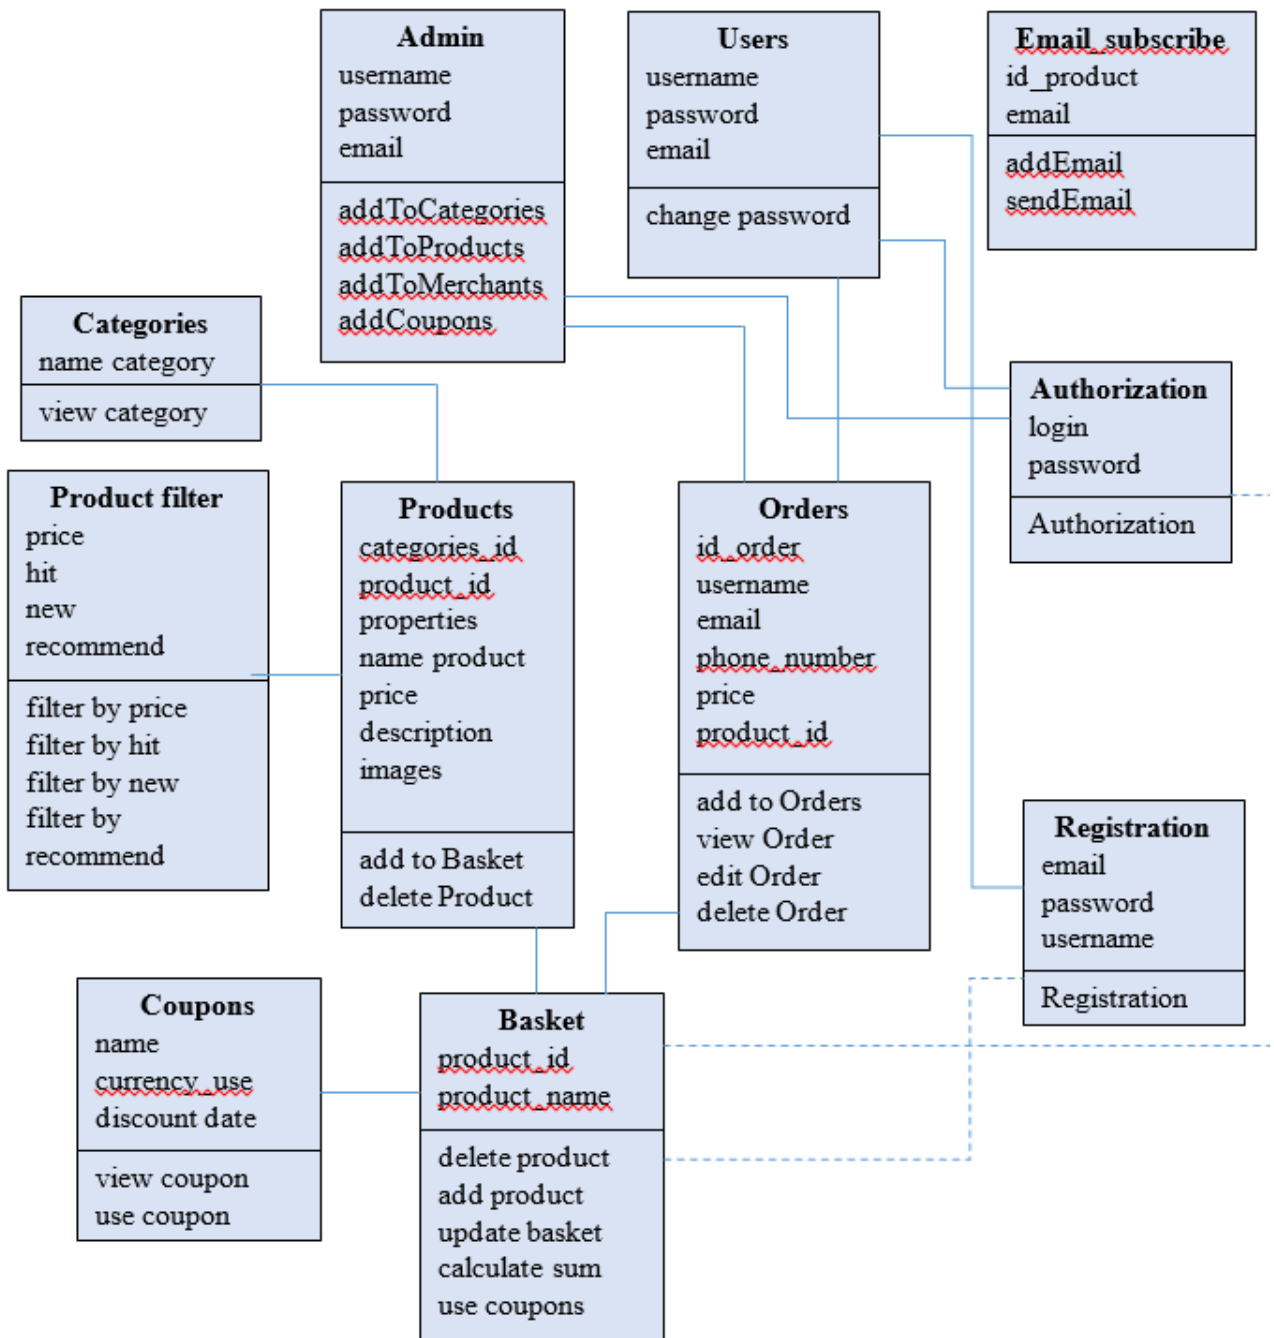 Admin
username
password
email
addToCategories
addToProducts
addToMerchants
addCoupons
Users
username
password
email
change password
Email_subscribe
id_product
email
addEmail
sendEmail
Categories
name category
view category
Authorization
login
password
Authorization
Product filter
price
hit
new
recommend
filter by price
filter by hit
filter by new
filter by
recommend
Products
categories_id
product_id
properties
name product
price
description
images
add to Basket
delete Product
Orders
id_order
username
email
phone_number
price
product_id
add to Orders
view Order
edit Order
delete Order
Registration
email
password
username
Registration
Coupons
name
currency_use
discount date
view coupon
use coupon
Basket
product_id
product_name
delete product
add product
update basket
calculate sum
use coupons